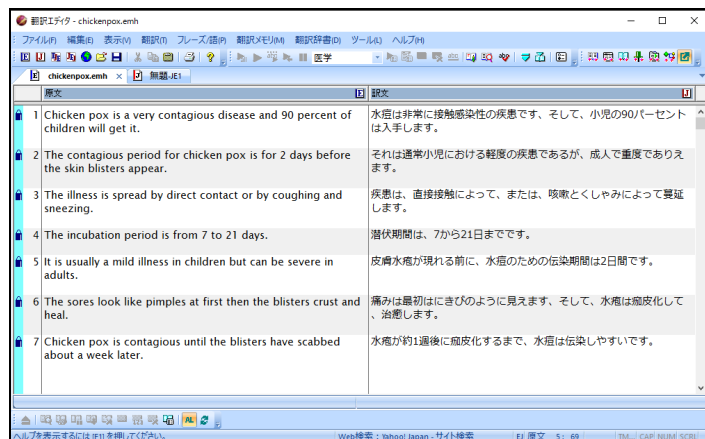 翻訳エディタ - chickenpox.emh
ファイル(F) 編集(E) 表示(V) 翻訳(T) フレーズ/語(P) 翻訳メモリ(M) 翻訳辞書(D) ツール(L) ヘルプ(H)
医学
chickenpox.emh × 無題-JE1
原文 E 訳文 J
1 Chicken pox is a very contagious disease and 90 percent of
children will get it.
水痘は非常に接触感染性の疾患です、そして、小児の90パーセント
は入手します。
2 The contagious period for chicken pox is for 2 days before
the skin blisters appear.
それは通常小児における軽度の疾患であるが、成人で重度でありえ
ます。
3 The illness is spread by direct contact or by coughing and
sneezing.
疾患は、直接接触によって、または、咳嗽とくしゃみによって蔓延
します。
4 The incubation period is from 7 to 21 days.
潜伏期間は、7から21日までです。
5 It is usually a mild illness in children but can be severe in
adults.
皮膚水疱が現れる前に、水痘のための伝染期間は2日間です。
6 The sores look like pimples at first then the blisters crust and
heal.
痛みは最初はにきびのように見えます、そして、水疱は痂皮化して
、治癒します。
7 Chicken pox is contagious until the blisters have scabbed
about a week later.
水疱が約1週後に痂皮化するまで、水痘は伝染しやすいです。
AL
ヘルプを表示するには [F1] を押してください。 Web検索 : Yahoo! Japan - サイト検索 EJ 原文 5: 69 TM CAP NUM SCRL